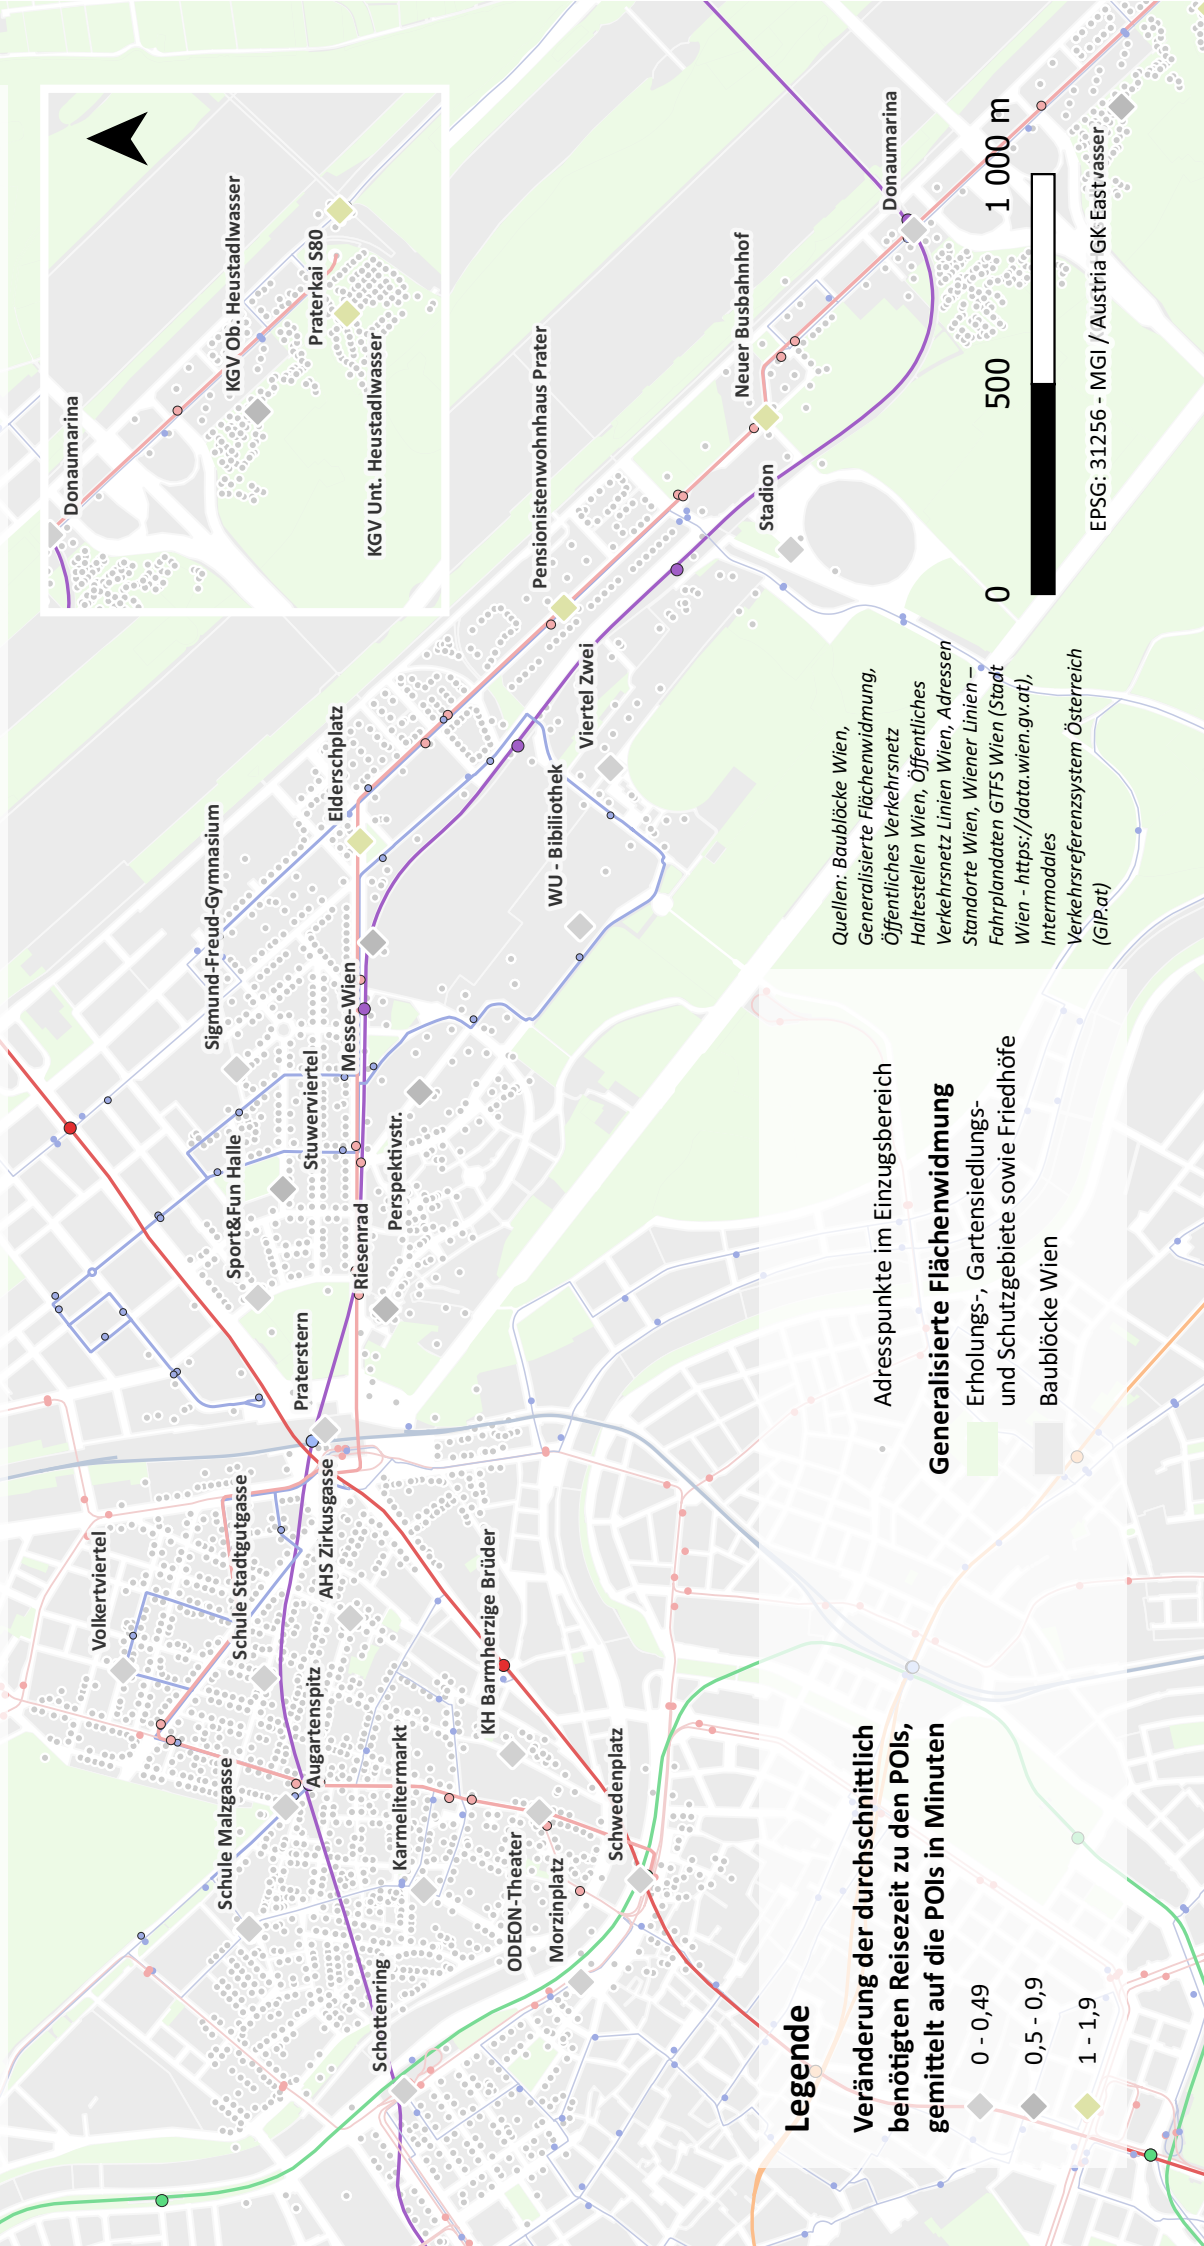 Donaumarina
KGV Ob. Heustadlwasser
Praterkai S80
KGV Unt. Heustadlwasser
Schottenring
Schule Malzgasse
Karmelitermarkt
ODEON-Theater
Morzinplatz
Schwedenplatz
Augartenspitz
KH Barmherzige Brüder
Volkertviertel
Schule Stadtgutgasse
AHS Zirkusgasse
Praterstern
Riesenrad
Sport&Fun Halle
Perspektivstr.
Stuwerviertel
Messe-Wien
Sigmund-Freud-Gymnasium
Elderschplatz
WU - Bibiliothek
Viertel Zwei
Pensionistenwohnhaus Prater
Stadion
Neuer Busbahnhof
Donaumarina
Legende
Veränderung der durchschnittlich
benötigten Reisezeit zu den POIs,
gemittelt auf die POIs in Minuten
0 - 0,49
0,5 - 0,9
1 - 1,9
Adresspunkte im Einzugsbereich
Generalisierte Flächenwidmung
Erholungs-, Gartensiedlungs-
und Schutzgebiete sowie Friedhöfe
Baublöcke Wien
Quellen: Baublöcke Wien,
Generalisierte Flächenwidmung,
Öffentliches Verkehrsnetz
Haltestellen Wien, Öffentliches
Verkehrsnetz Linien Wien, Adressen
Standorte Wien, Wiener Linien –
Fahrplandaten GTFS Wien (Stadt
Wien - https://data.wien.gv.at),
Intermodales
Verkehrsreferenzsystem Österreich
(GIP.at)
0 500 1 000 m
EPSG: 31256 - MGI / Austria GK East
vasser